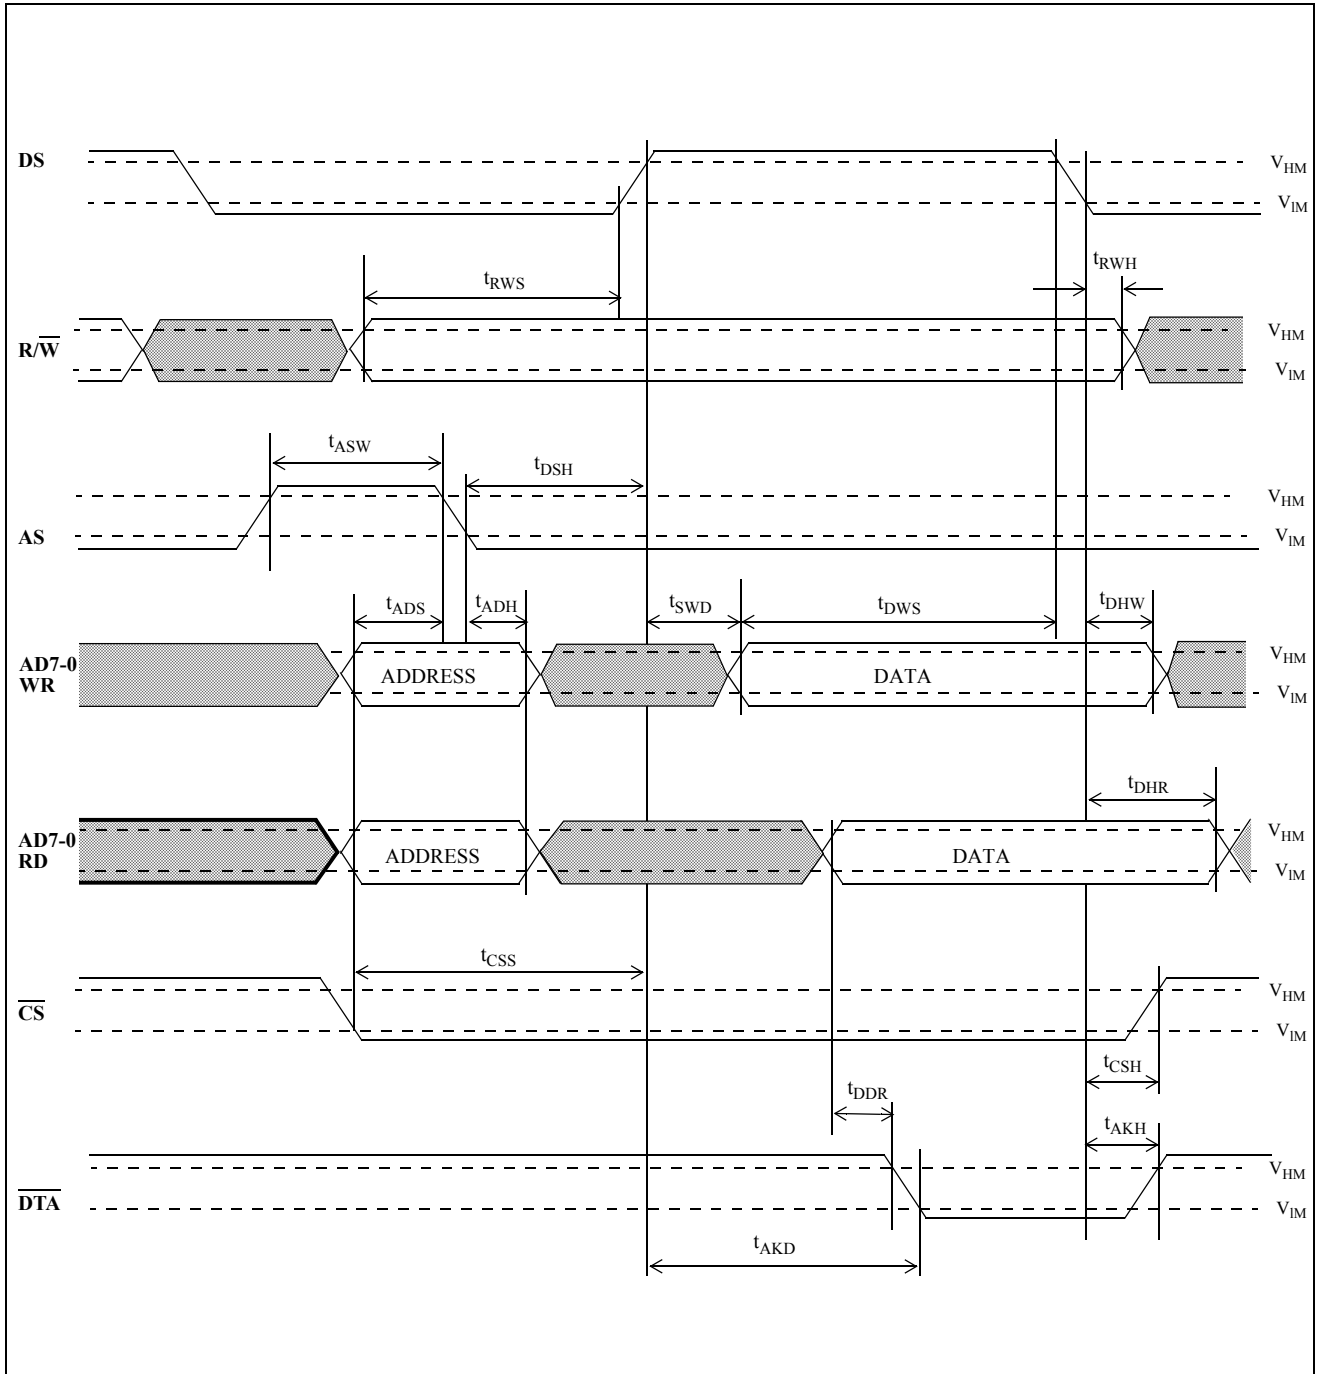 DS
V_HM
V_IM
t_RWH
t_RWS
R/W̅
V_HM
V_IM
t_ASW
t_DSH
AS
V_HM
V_IM
t_ADS
t_ADH
t_SWD
t_DWS
t_DHW
AD7-0
WR
ADDRESS
DATA
V_HM
V_IM
t_DHR
AD7-0
RD
ADDRESS
DATA
V_HM
V_IM
t_CSS
C̅S̅
V_HM
V_IM
t_CSH
t_DDR
t_AKH
D̅T̅A̅
V_HM
V_IM
t_AKD